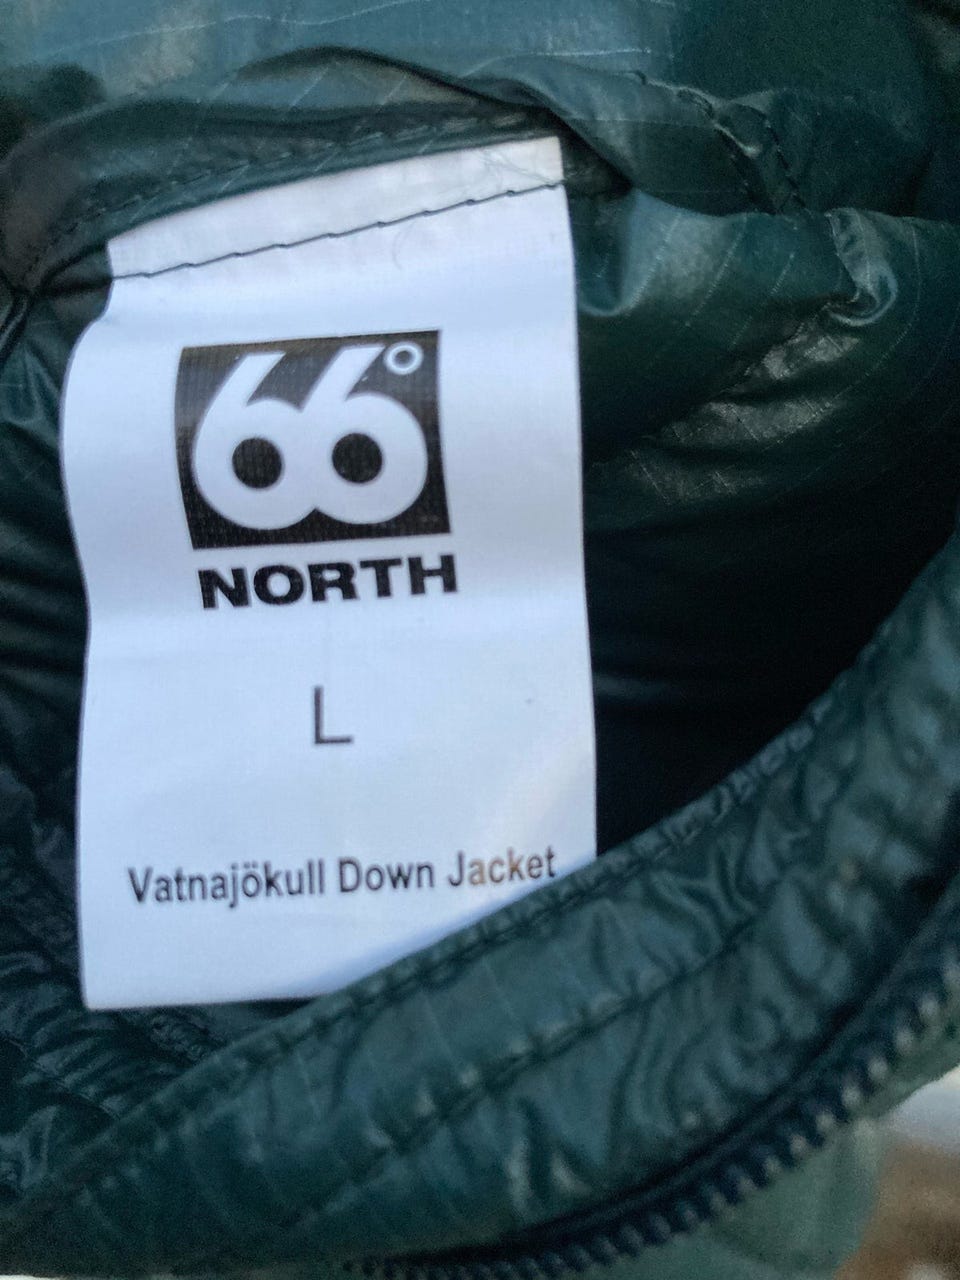 66°
NORTH
L
Vatnajökull Down Jacket